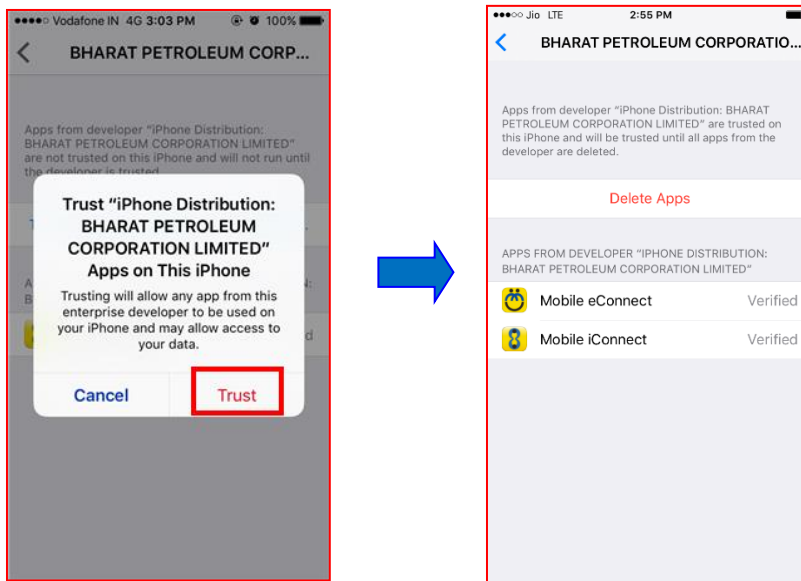 Vodafone IN 4G 3:03 PM 100%
BHARAT PETROLEUM CORP...
Apps from developer "iPhone Distribution:
BHARAT PETROLEUM CORPORATION LIMITED"
are not trusted on this iPhone and will not run until
the developer is trusted.
Trust "iPhone Distribution:
BHARAT PETROLEUM
CORPORATION LIMITED"
Apps on This iPhone
Trusting will allow any app from this
enterprise developer to be used on
your iPhone and may allow access to
your data.
Cancel Trust
Jio LTE 2:55 PM
BHARAT PETROLEUM CORPORATIO...
Apps from developer "iPhone Distribution: BHARAT
PETROLEUM CORPORATION LIMITED" are trusted on
this iPhone and will be trusted until all apps from the
developer are deleted.
Delete Apps
APPS FROM DEVELOPER "IPHONE DISTRIBUTION:
BHARAT PETROLEUM CORPORATION LIMITED"
Mobile eConnect Verified
Mobile iConnect Verified